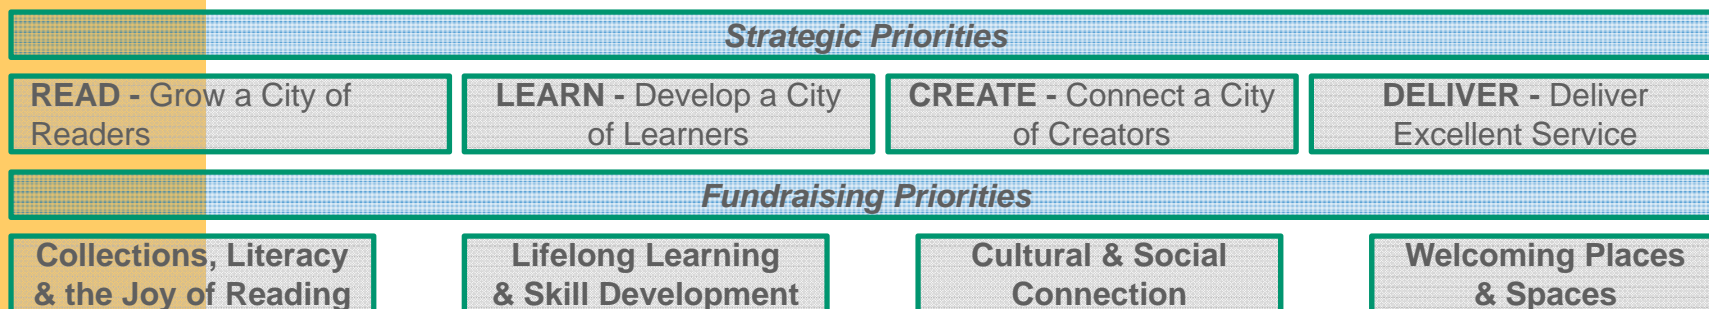 Strategic Priorities
READ - Grow a City of
Readers
LEARN - Develop a City
of Learners
CREATE - Connect a City
of Creators
DELIVER - Deliver
Excellent Service
Fundraising Priorities
Collections, Literacy
& the Joy of Reading
Lifelong Learning
& Skill Development
Cultural & Social
Connection
Welcoming Places
& Spaces